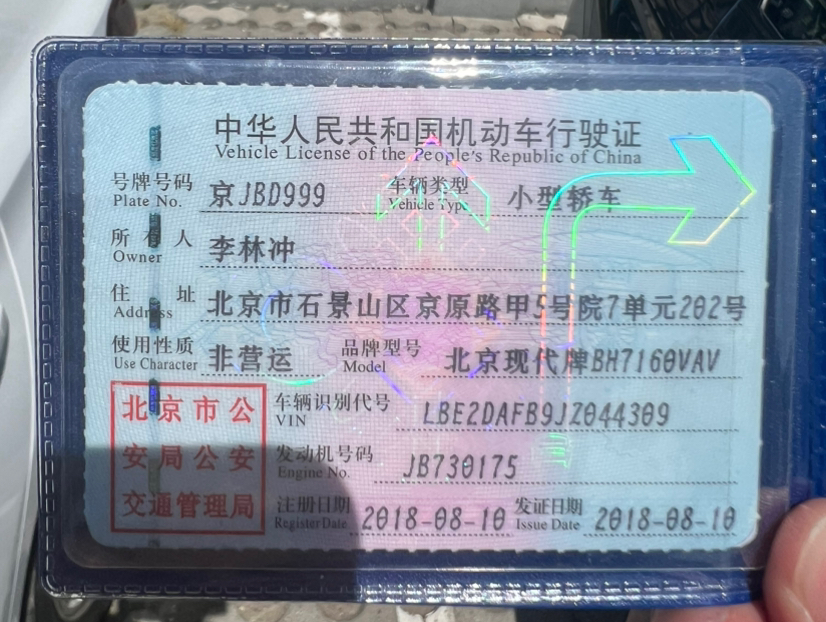 中华人民共和国机动车行驶证
Vehicle License of the People's Republic of China
号牌号码 京JBD999 车辆类型 小型轿车
Plate No. Vehicle Type
所有人 李林冲
Owner
住址 北京市石景山区京原路甲5号院7单元202号
Address
使用性质 非营运 品牌型号 北京现代牌BH7160VAV
Use Character Model
北京市公 车辆识别代号 LBE2DAFB9JZ044309
VIN
安局公安 发动机号码 JB730175
Engine No.
交通管理局 注册日期 2018-08-10 发证日期 2018-08-10
Register Date Issue Date